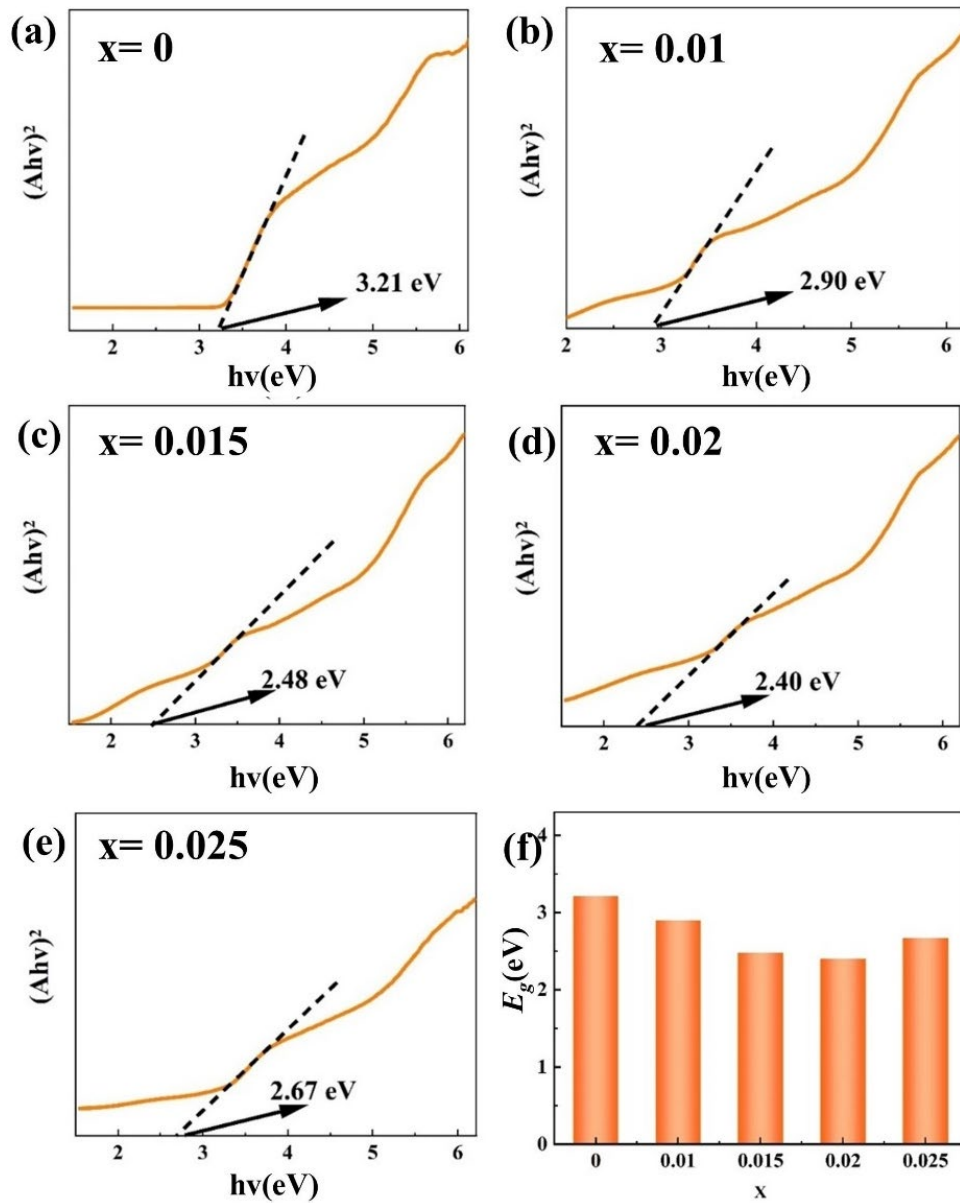 (a)
x= 0
(Ahv)²
3.21 eV
2 3 4 5 6
hv(eV)
(b)
x= 0.01
(Ahv)²
2.90 eV
2 3 4 5 6
hv(eV)
(c)
x= 0.015
(Ahv)²
2.48 eV
2 3 4 5 6
hv(eV)
(d)
x= 0.02
(Ahv)²
2.40 eV
2 3 4 5 6
hv(eV)
(e)
x= 0.025
(Ahv)²
2.67 eV
2 3 4 5 6
hv(eV)
(f)
4
3
2
1
0
E_g(eV)
0 0.01 0.015 0.02 0.025
x